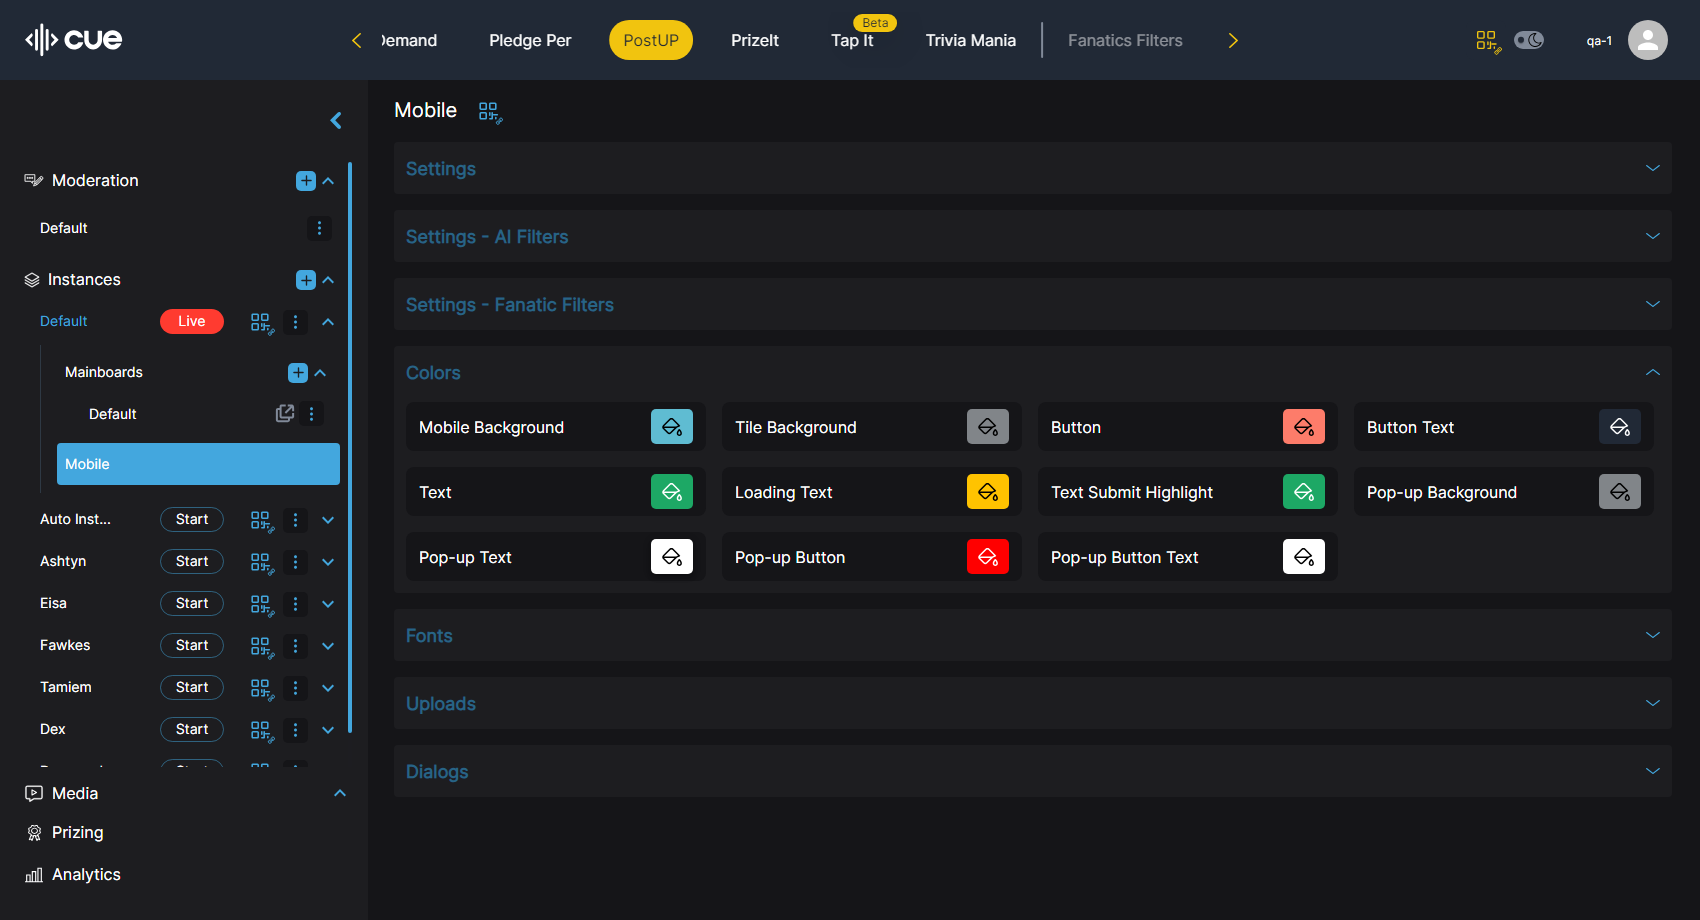 cue
Demand
Pledge Per
PostUP
PrizeIt
Beta
Tap It
Trivia Mania
Fanatics Filters
qa-1
Moderation
Default
Instances
Default
Live
Mainboards
Default
Mobile
Auto Inst...
Start
Ashtyn
Start
Eisa
Start
Fawkes
Start
Tamiem
Start
Dex
Start
Media
Prizing
Analytics
Mobile
Settings
Settings - AI Filters
Settings - Fanatic Filters
Colors
Mobile Background
Tile Background
Button
Button Text
Text
Loading Text
Text Submit Highlight
Pop-up Background
Pop-up Text
Pop-up Button
Pop-up Button Text
Fonts
Uploads
Dialogs